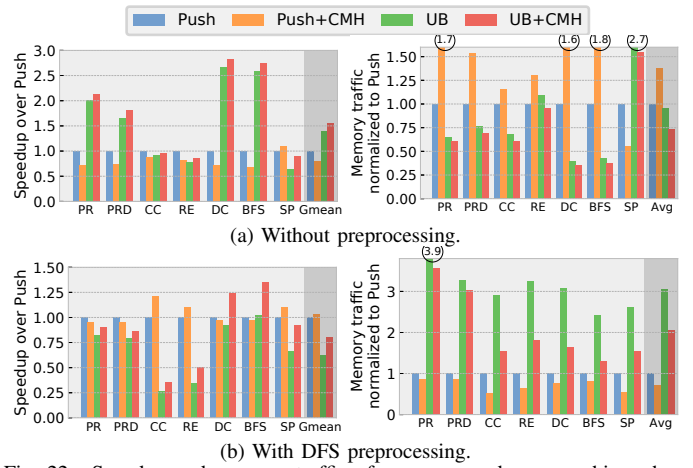 Push Push+CMH UB UB+CMH
Speedup over Push
3.0
2.5
2.0
1.5
1.0
0.5
0.0
PR PRD CC RE DC BFS SP Gmean
Memory traffic
normalized to Push
(1.7) (1.6) (1.8) (2.7)
1.50
1.25
1.00
0.75
0.50
0.25
0.00
PR PRD CC RE DC BFS SP Avg
(a) Without preprocessing.
Speedup over Push
1.50
1.25
1.00
0.75
0.50
0.25
0.00
PR PRD CC RE DC BFS SP Gmean
Memory traffic
normalized to Push
(3.9)
3
2
1
0
PR PRD CC RE DC BFS SP Avg
(b) With DFS preprocessing.